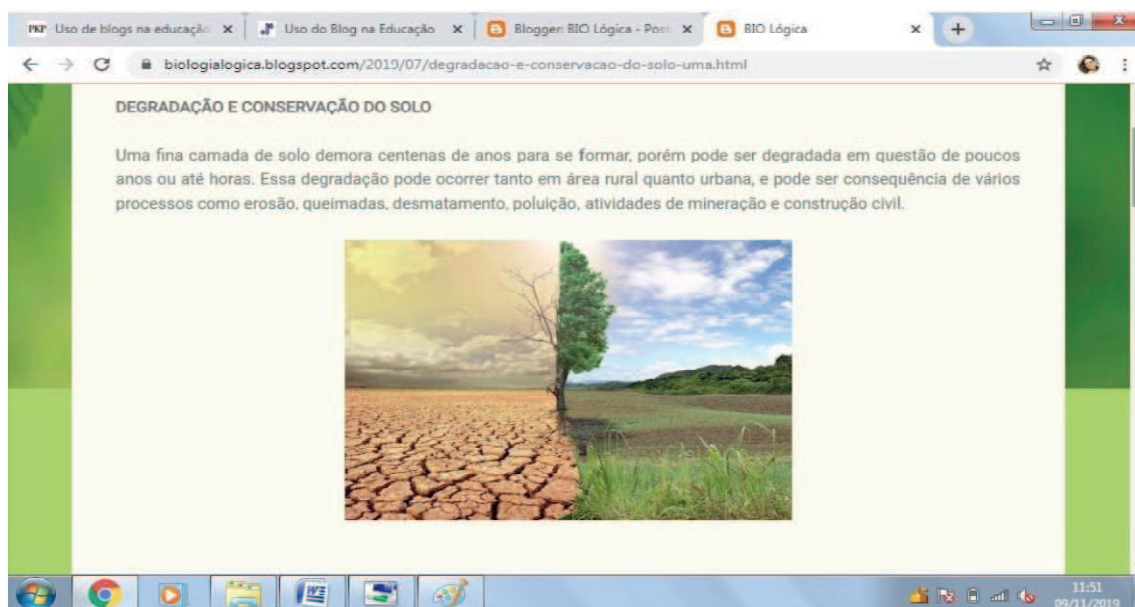 PKP Uso de blogs na educação
Uso do Blog na Educação
Blogger: BIO Lógica - Post
BIO Lógica
biologialogica.blogspot.com/2019/07/degradacao-e-conservacao-do-solo-uma.html
DEGRADAÇÃO E CONSERVAÇÃO DO SOLO
Uma fina camada de solo demora centenas de anos para se formar, porém pode ser degradada em questão de poucos
anos ou até horas. Essa degradação pode ocorrer tanto em área rural quanto urbana, e pode ser consequência de vários
processos como erosão, queimadas, desmatamento, poluição, atividades de mineração e construção civil.
11:51
09/11/2019